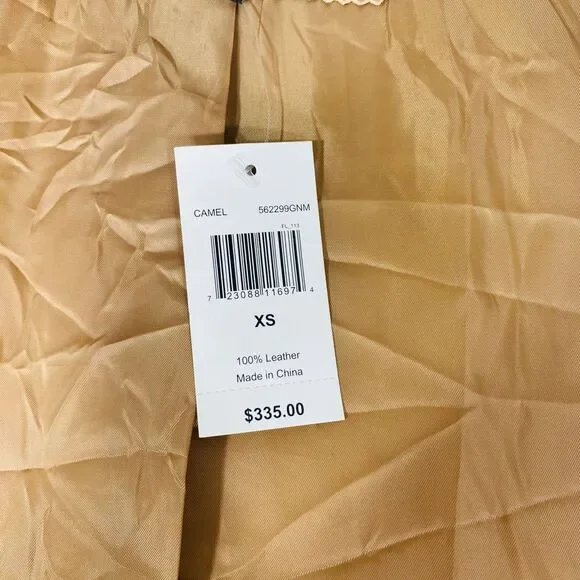 CAMEL 562299GNM
FL_113
7 23088 11697 4
XS
100% Leather
Made in China
$335.00